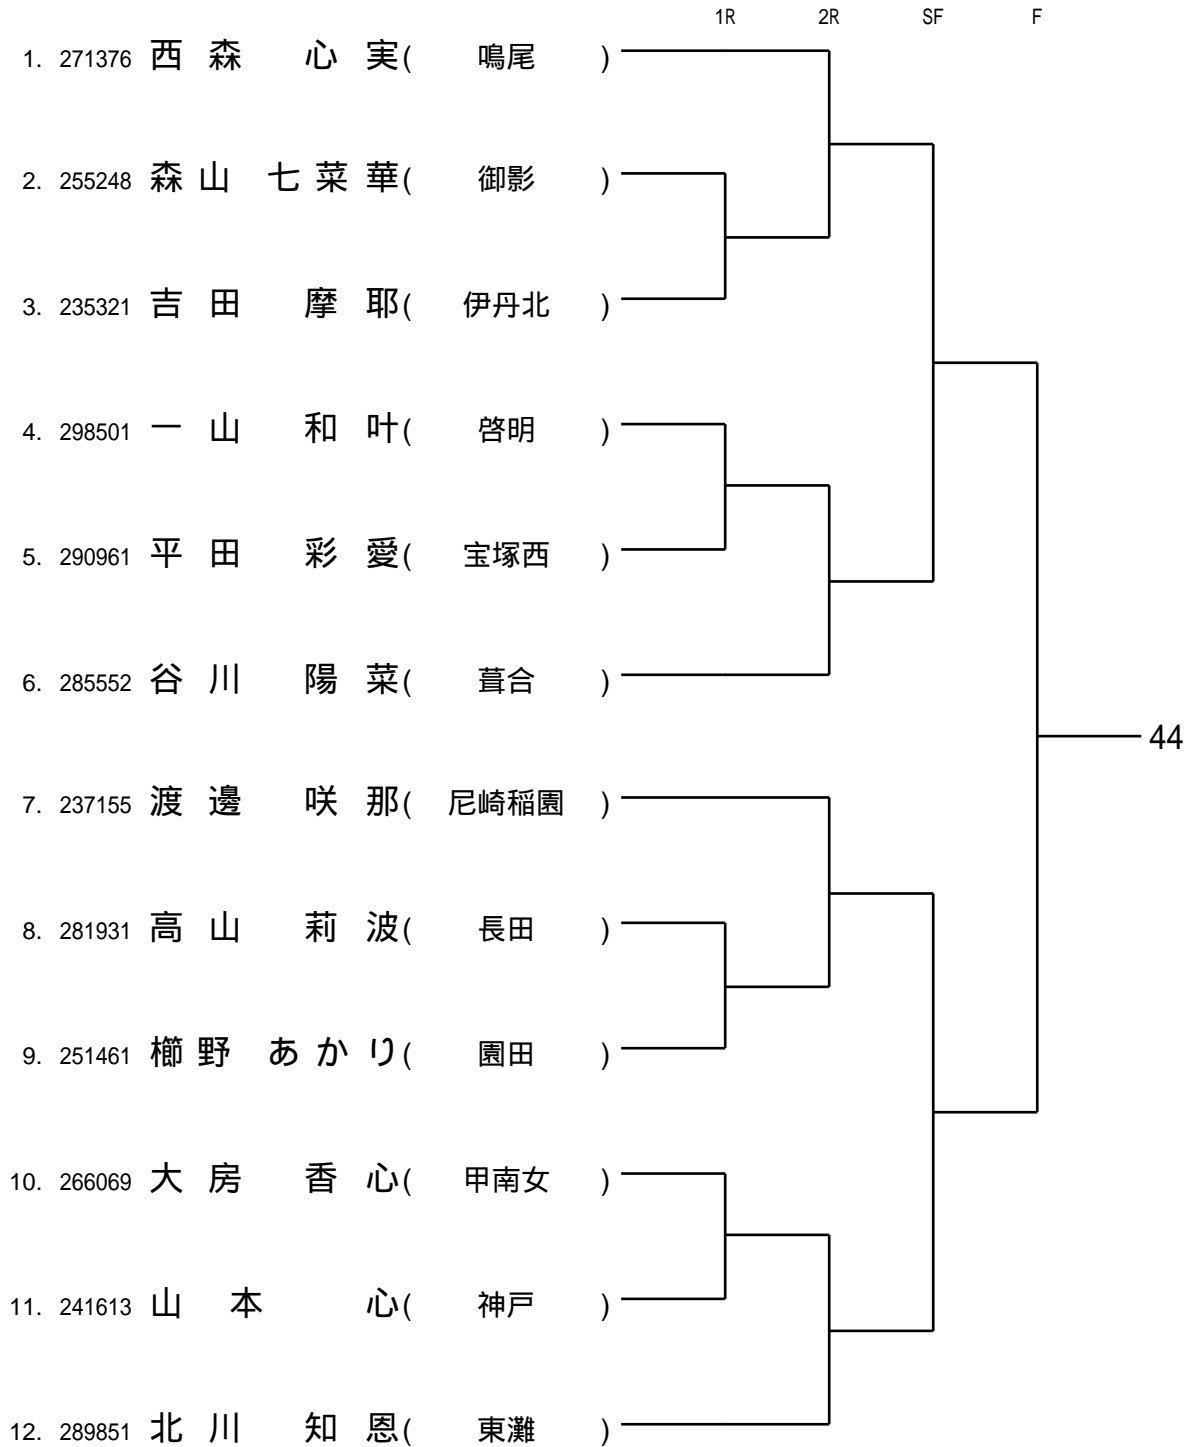 1R 2R SF F
1. 271376 西森 心実( 鳴尾 )
2. 255248 森山 七菜華( 御影 )
3. 235321 吉田 摩耶( 伊丹北 )
4. 298501 一山 和叶( 啓明 )
5. 290961 平田 彩愛( 宝塚西 )
6. 285552 谷川 陽菜( 葺合 )
44
7. 237155 渡邊 咲那( 尼崎稲園 )
8. 281931 高山 莉波( 長田 )
9. 251461 櫛野 あかり( 園田 )
10. 266069 大房 香心( 甲南女 )
11. 241613 山本 心( 神戸 )
12. 289851 北川 知恩( 東灘 )